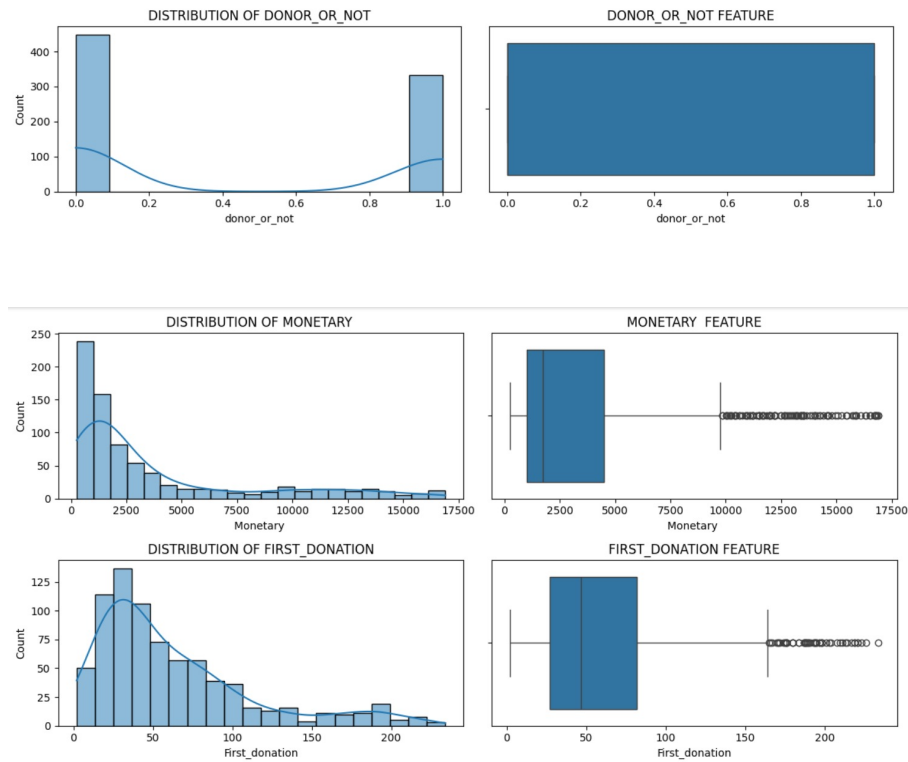 DISTRIBUTION OF DONOR_OR_NOT
DONOR_OR_NOT FEATURE
Count
400
300
200
100
0
0.0 0.2 0.4 0.6 0.8 1.0
donor_or_not
0.0 0.2 0.4 0.6 0.8 1.0
donor_or_not
DISTRIBUTION OF MONETARY
MONETARY FEATURE
Count
250
200
150
100
50
0
0 2500 5000 7500 10000 12500 15000 17500
Monetary
0 2500 5000 7500 10000 12500 15000 17500
Monetary
DISTRIBUTION OF FIRST_DONATION
FIRST_DONATION FEATURE
Count
125
100
75
50
25
0
0 50 100 150 200
First_donation
0 50 100 150 200
First_donation